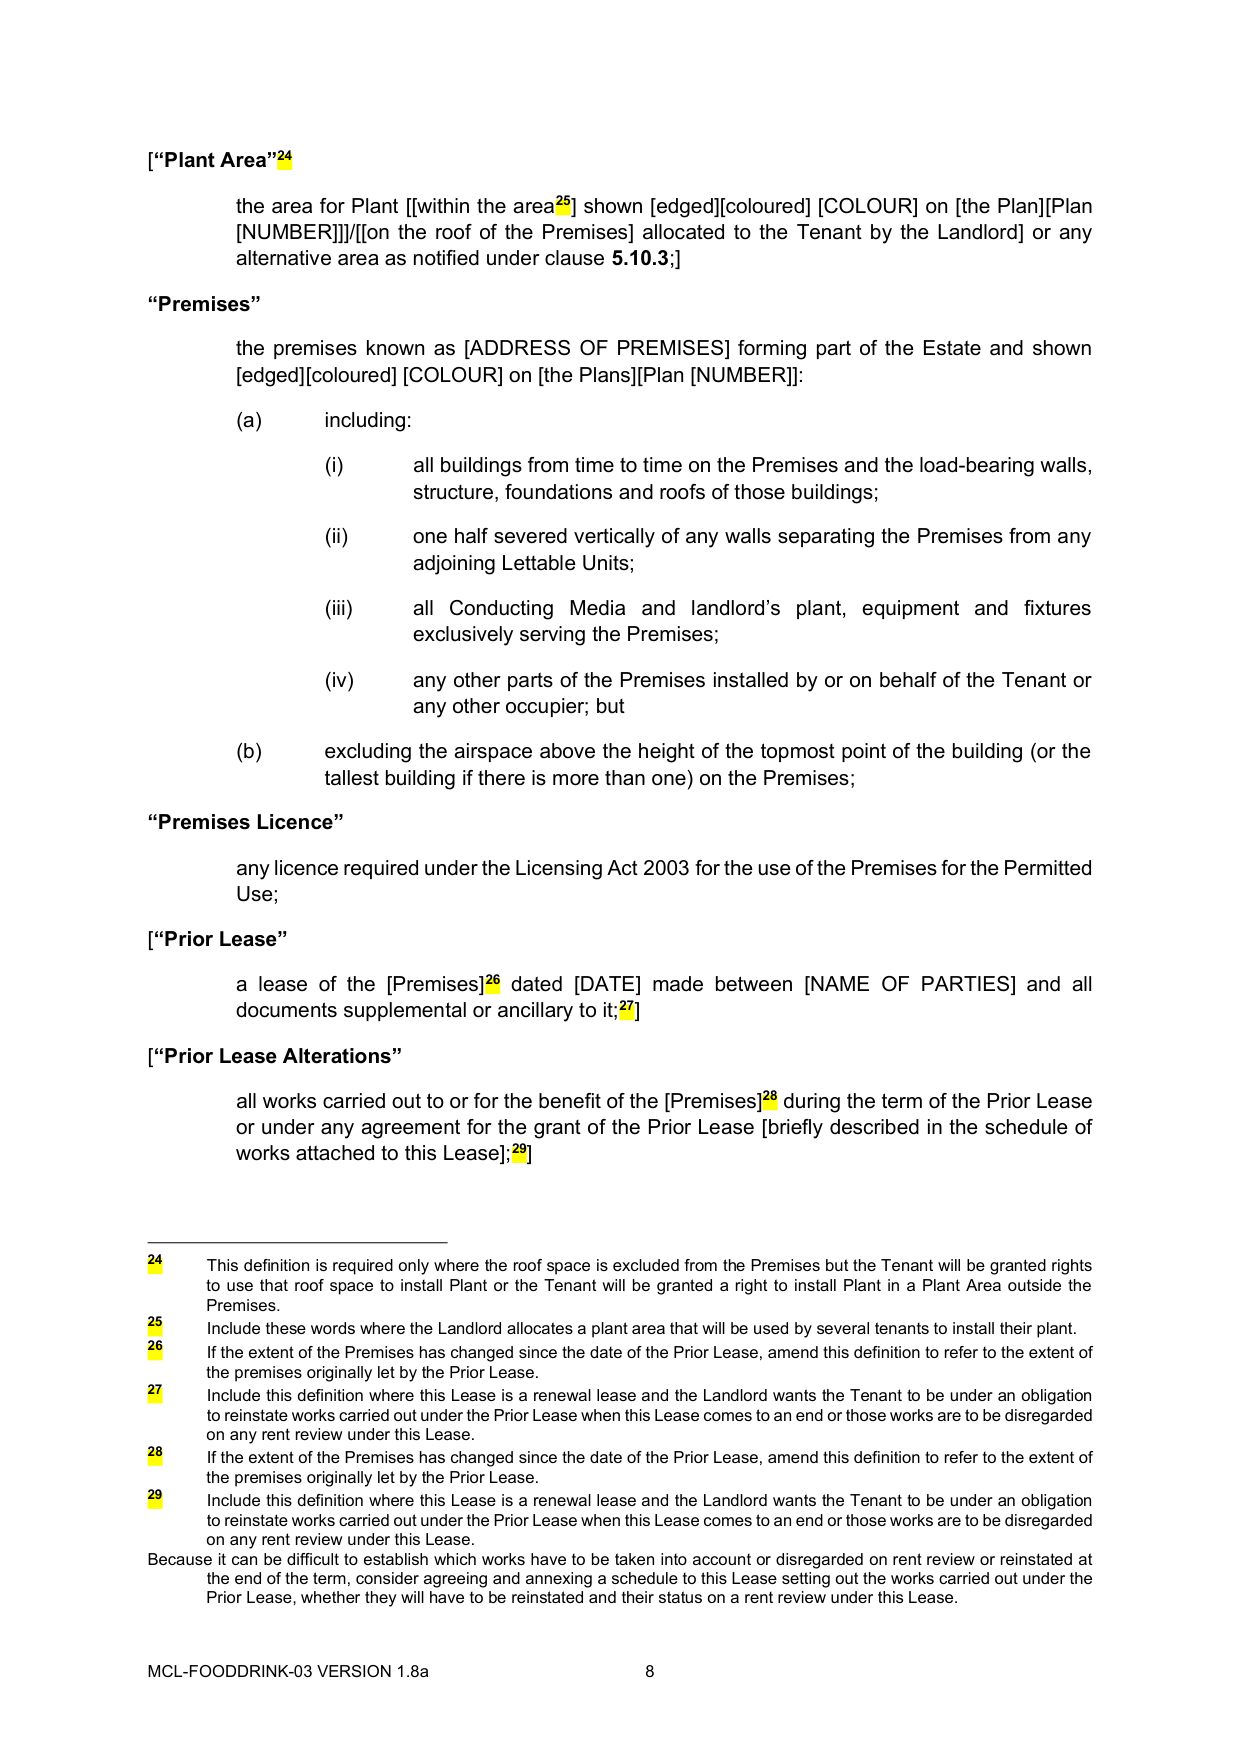 [“Plant Area”24
the area for Plant [[within the area25] shown [edged][coloured] [COLOUR] on [the Plan][Plan
[NUMBER]]]/[[on the roof of the Premises] allocated to the Tenant by the Landlord] or any
alternative area as notified under clause 5.10.3;]
“Premises”
the premises known as [ADDRESS OF PREMISES] forming part of the Estate and shown
[edged][coloured] [COLOUR] on [the Plans][Plan [NUMBER]]:
(a) including:
(i) all buildings from time to time on the Premises and the load-bearing walls,
structure, foundations and roofs of those buildings;
(ii) one half severed vertically of any walls separating the Premises from any
adjoining Lettable Units;
(iii) all Conducting Media and landlord’s plant, equipment and fixtures
exclusively serving the Premises;
(iv) any other parts of the Premises installed by or on behalf of the Tenant or
any other occupier; but
(b) excluding the airspace above the height of the topmost point of the building (or the
tallest building if there is more than one) on the Premises;
“Premises Licence”
any licence required under the Licensing Act 2003 for the use of the Premises for the Permitted
Use;
[“Prior Lease”
a lease of the [Premises]26 dated [DATE] made between [NAME OF PARTIES] and all
documents supplemental or ancillary to it;27]
[“Prior Lease Alterations”
all works carried out to or for the benefit of the [Premises]28 during the term of the Prior Lease
or under any agreement for the grant of the Prior Lease [briefly described in the schedule of
works attached to this Lease];29]
24 This definition is required only where the roof space is excluded from the Premises but the Tenant will be granted rights
to use that roof space to install Plant or the Tenant will be granted a right to install Plant in a Plant Area outside the
Premises.
25 Include these words where the Landlord allocates a plant area that will be used by several tenants to install their plant.
26 If the extent of the Premises has changed since the date of the Prior Lease, amend this definition to refer to the extent of
the premises originally let by the Prior Lease.
27 Include this definition where this Lease is a renewal lease and the Landlord wants the Tenant to be under an obligation
to reinstate works carried out under the Prior Lease when this Lease comes to an end or those works are to be disregarded
on any rent review under this Lease.
28 If the extent of the Premises has changed since the date of the Prior Lease, amend this definition to refer to the extent of
the premises originally let by the Prior Lease.
29 Include this definition where this Lease is a renewal lease and the Landlord wants the Tenant to be under an obligation
to reinstate works carried out under the Prior Lease when this Lease comes to an end or those works are to be disregarded
on any rent review under this Lease.
Because it can be difficult to establish which works have to be taken into account or disregarded on rent review or reinstated at
the end of the term, consider agreeing and annexing a schedule to this Lease setting out the works carried out under the
Prior Lease, whether they will have to be reinstated and their status on a rent review under this Lease.
MCL-FOODDRINK-03 VERSION 1.8a 8